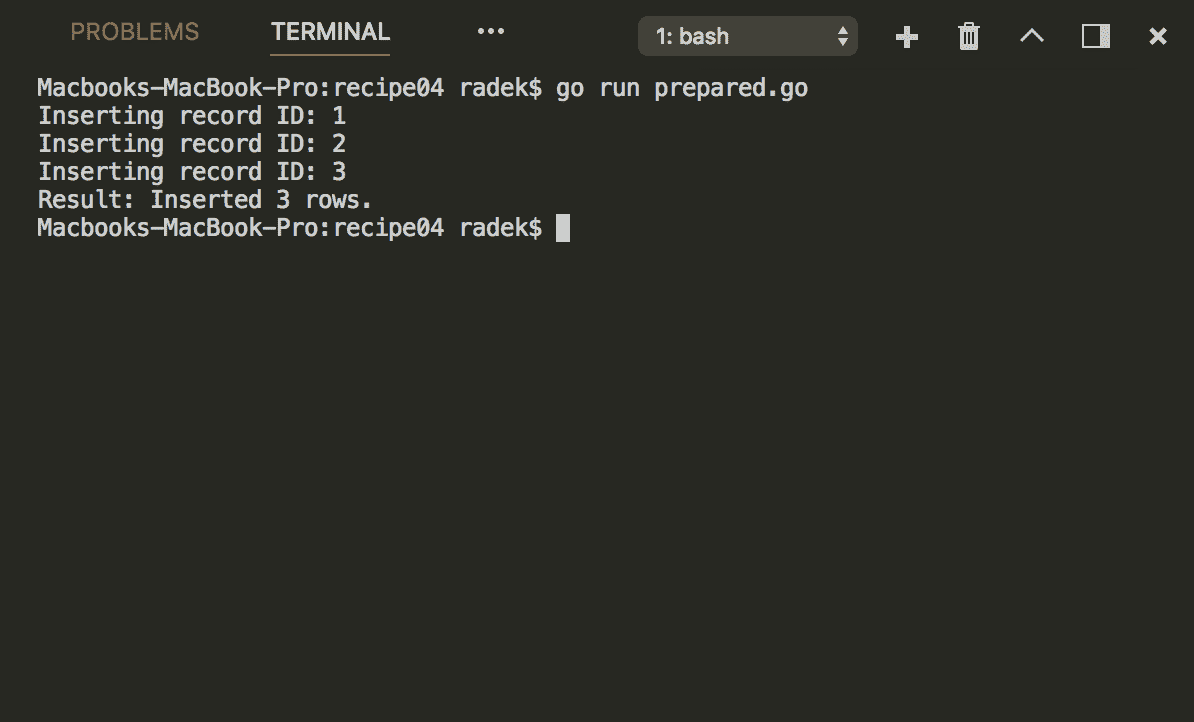 PROBLEMS TERMINAL ••• 1: bash
Macbooks-MacBook-Pro:recipe04 radek$ go run prepared.go
Inserting record ID: 1
Inserting record ID: 2
Inserting record ID: 3
Result: Inserted 3 rows.
Macbooks-MacBook-Pro:recipe04 radek$